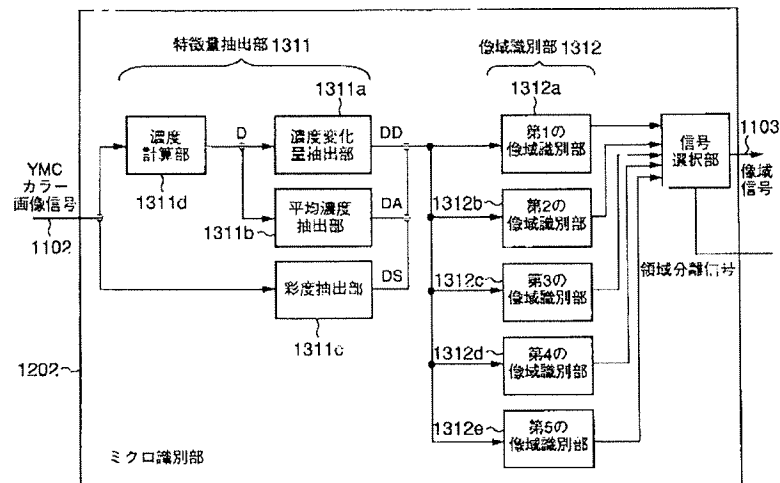 特徴量抽出部 1311
1311a
濃度
計算部
1311d
D
濃度変化
量抽出部
DD
平均濃度
抽出部
1311b
DA
彩度抽出部
1311c
DS
YMC
カラー
画像信号
1102
1202
ミクロ識別部
像域識別部 1312
1312a
第1の
像域識別部
1312b
第2の
像域識別部
1312c
第3の
像域識別部
1312d
第4の
像域識別部
1312e
第5の
像域識別部
信号
選択部
1103
像域
信号
領域分離信号